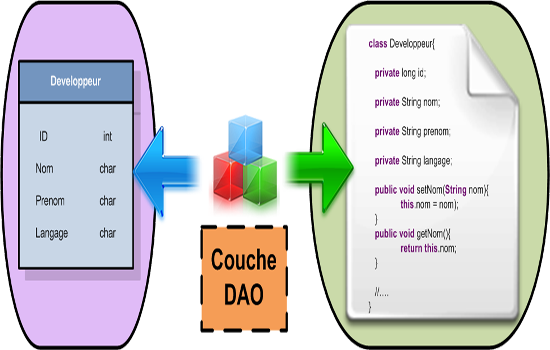 Developpeur
ID int
Nom char
Prenom char
Langage char
Couche
DAO
class Developpeur{
private long id;
private String nom;
private String prenom;
private String langage;
public void setNom(String nom){
this.nom = nom);
}
public void getNom(){
return this.nom;
}
//....
}